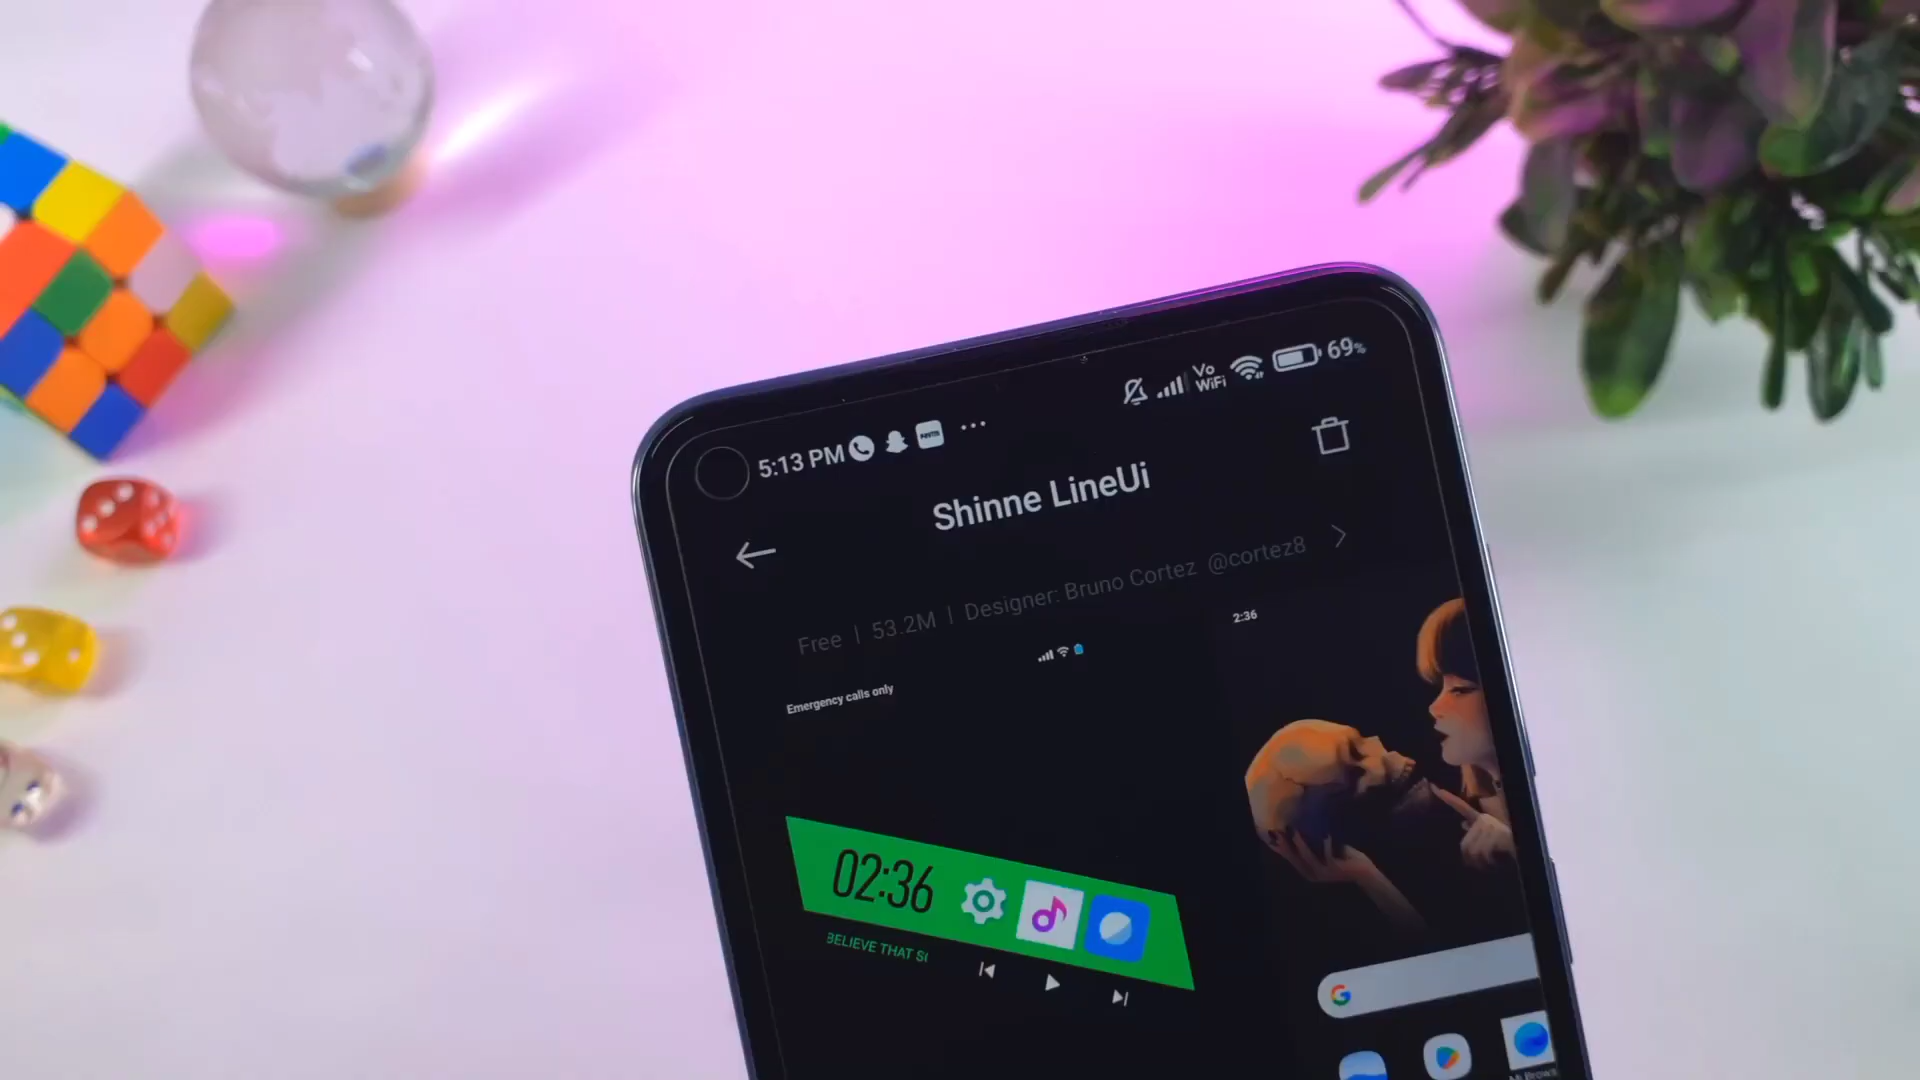 5:13 PM
Paytm
Vo
WiFi
69%
Shinne LineUi
Free | 53.2M | Designer: Bruno Cortez @cortez8
Emergency calls only
2:36
02:36
BELIEVE THAT
G